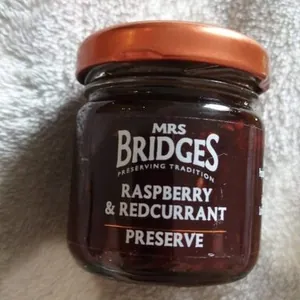 MRS
BRIDGES
PRESERVING TRADITION
RASPBERRY
& REDCURRANT
PRESERVE